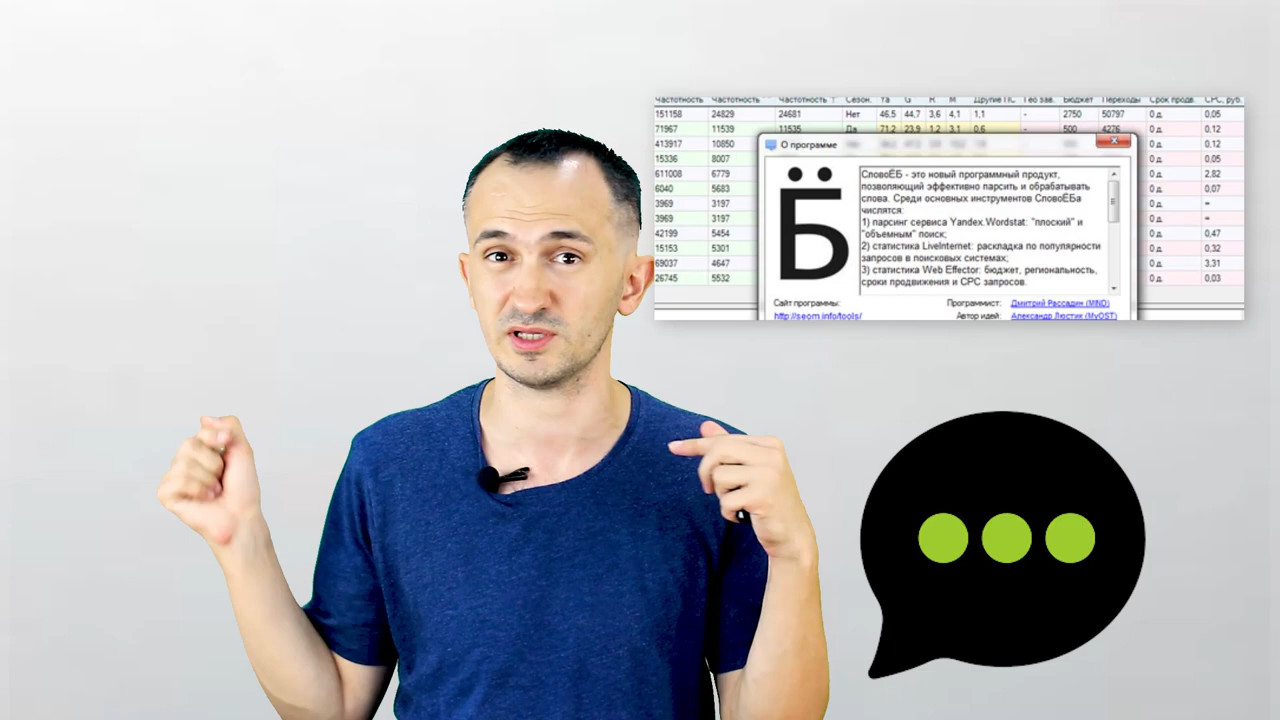 Частотность Частотность Частотность Сезон. Ya G R M Другие ПС Гео зав. Бюджет Переходы Срок продв. CPC, руб.
151158 24829 24681 Нет 46,5 44,7 3,6 4,1 1,1 - 2750 50797 0 д. 0,05
71967 11539 11535 Да 71,2 23,9 1,2 3,1 0,6 - 500 4276 0 д. 0,12
413917 10850 0 д. 0,12
15336 8007 0 д. 0,05
611008 6779 0 д. 2,82
6040 5683 0 д. 0,07
3969 3197 0 д. =
3969 3197 0 д. =
42199 5454 0 д. 0,47
15153 5301 0 д. 0,32
69037 4647 0 д. 3,31
26745 5532 0 д. 0,03
О программе
Ё
СловоЁБ - это новый программный продукт,
позволяющий эффективно парсить и обрабатывать
слова. Среди основных инструментов СловоЁБа
числятся:
1) парсинг сервиса Yandex.Wordstat: "плоский" и
"объемным" поиск;
2) статистика LiveInternet: раскладка по популярности
запросов в поисковых системах;
3) статистика Web Effector: бюджет, региональность,
сроки продвижения и CPC запросов.
Сайт программы:
http://seom.info/tools/
Программист: Дмитрий Рассадин (MIND)
Автор идей: Александр Люстик (MyOST)